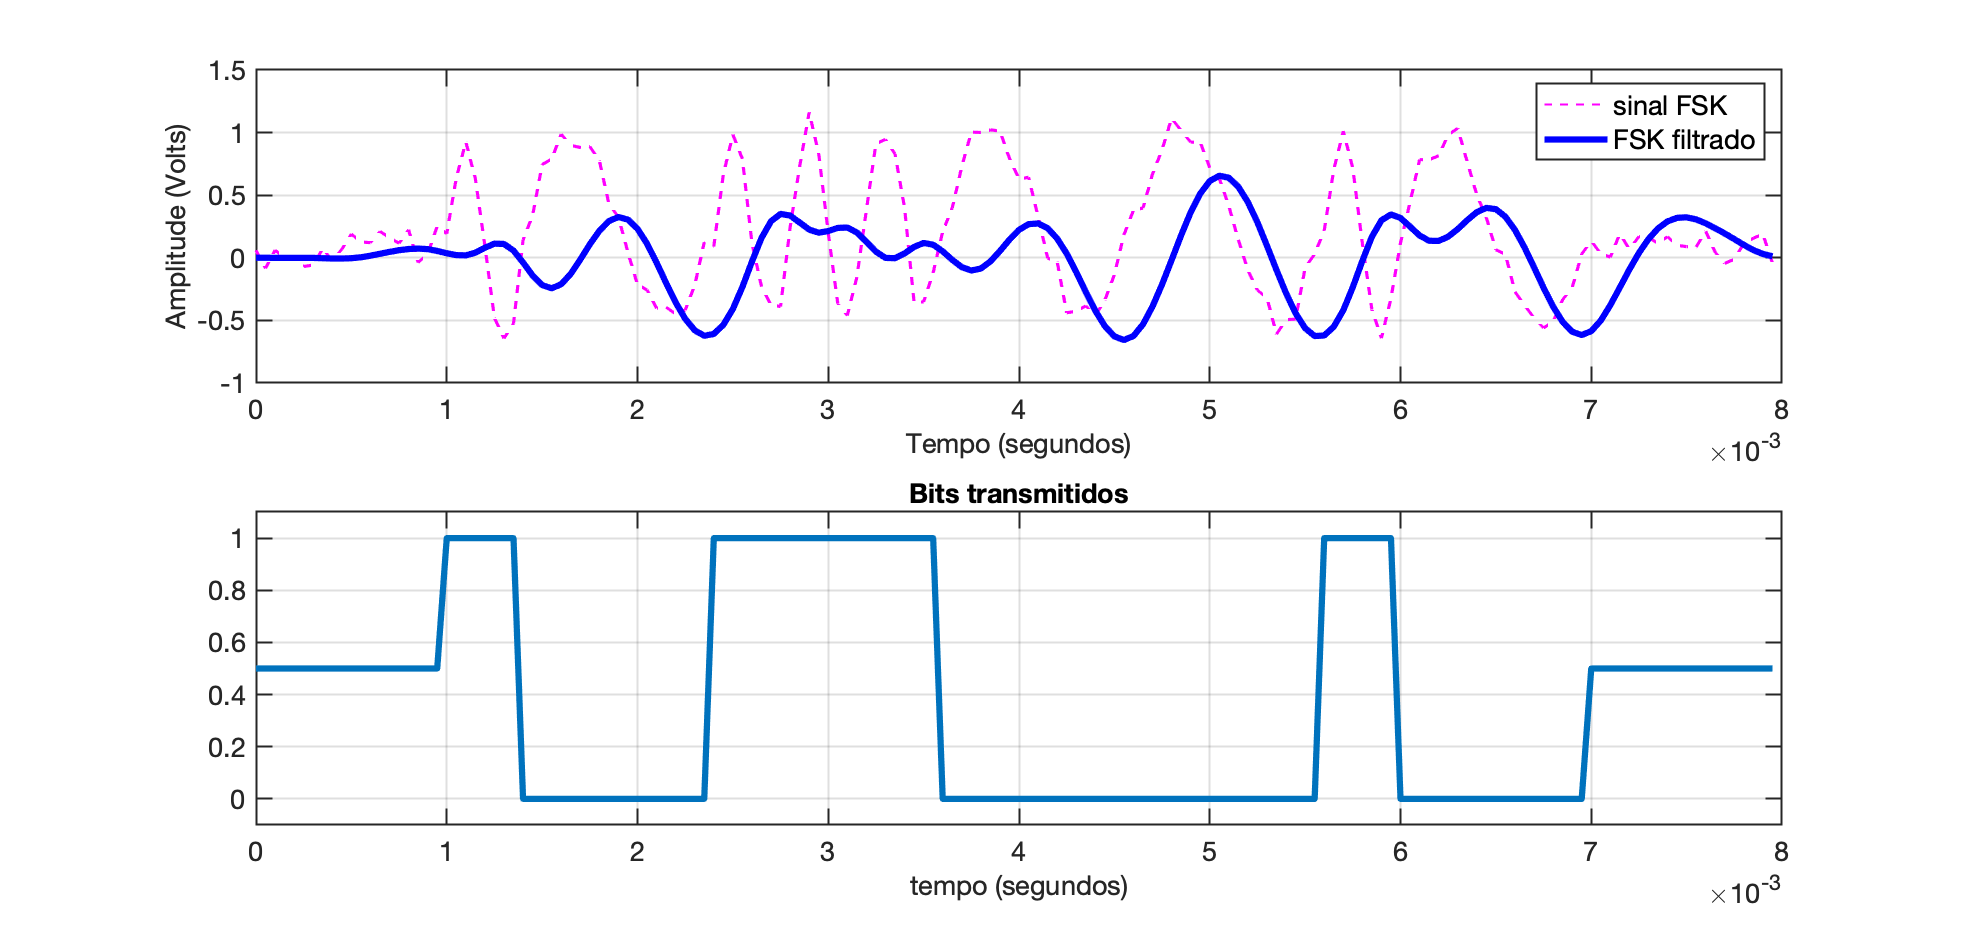 1.5
1
0.5
0
-0.5
-1
Amplitude (Volts)
sinal FSK
FSK filtrado
0 1 2 3 4 5 6 7 8
Tempo (segundos)
×10-3
Bits transmitidos
1
0.8
0.6
0.4
0.2
0
0 1 2 3 4 5 6 7 8
tempo (segundos)
×10-3